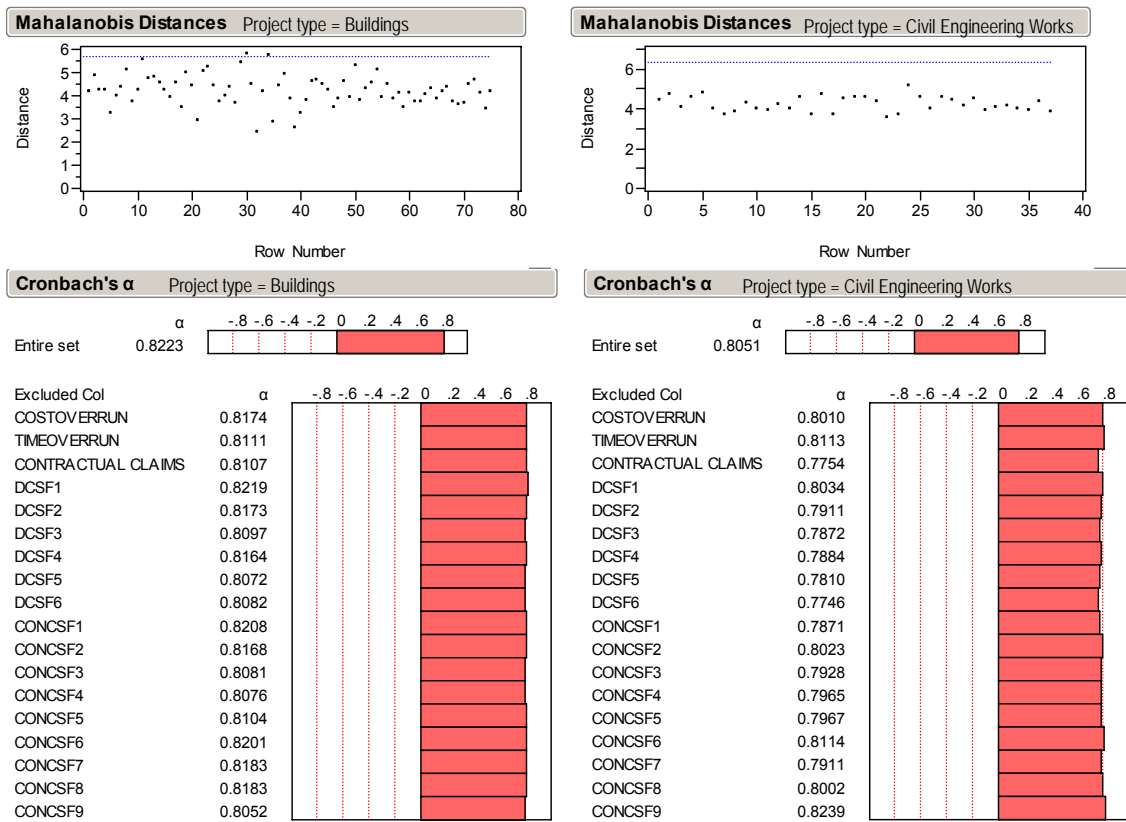 Mahalanobis Distances Project type = Buildings
6
5
4
3
2
1
0
Distance
0 10 20 30 40 50 60 70 80
Row Number
Mahalanobis Distances Project type = Civil Engineering Works
6
4
2
0
Distance
0 5 10 15 20 25 30 35 40
Row Number
Cronbach's α Project type = Buildings
α -.8 -.6 -.4 -.2 0 .2 .4 .6 .8
Entire set 0.8223
Excluded Col α -.8 -.6 -.4 -.2 0 .2 .4 .6 .8
COSTOVERRUN 0.8174
TIMEOVERRUN 0.8111
CONTRACTUAL CLAIMS 0.8107
DCSF1 0.8219
DCSF2 0.8173
DCSF3 0.8097
DCSF4 0.8164
DCSF5 0.8072
DCSF6 0.8082
CONCSF1 0.8208
CONCSF2 0.8168
CONCSF3 0.8081
CONCSF4 0.8076
CONCSF5 0.8104
CONCSF6 0.8201
CONCSF7 0.8183
CONCSF8 0.8183
CONCSF9 0.8052
Cronbach's α Project type = Civil Engineering Works
α -.8 -.6 -.4 -.2 0 .2 .4 .6 .8
Entire set 0.8051
Excluded Col α -.8 -.6 -.4 -.2 0 .2 .4 .6 .8
COSTOVERRUN 0.8010
TIMEOVERRUN 0.8113
CONTRACTUAL CLAIMS 0.7754
DCSF1 0.8034
DCSF2 0.7911
DCSF3 0.7872
DCSF4 0.7884
DCSF5 0.7810
DCSF6 0.7746
CONCSF1 0.7871
CONCSF2 0.8023
CONCSF3 0.7928
CONCSF4 0.7965
CONCSF5 0.7967
CONCSF6 0.8114
CONCSF7 0.7911
CONCSF8 0.8002
CONCSF9 0.8239